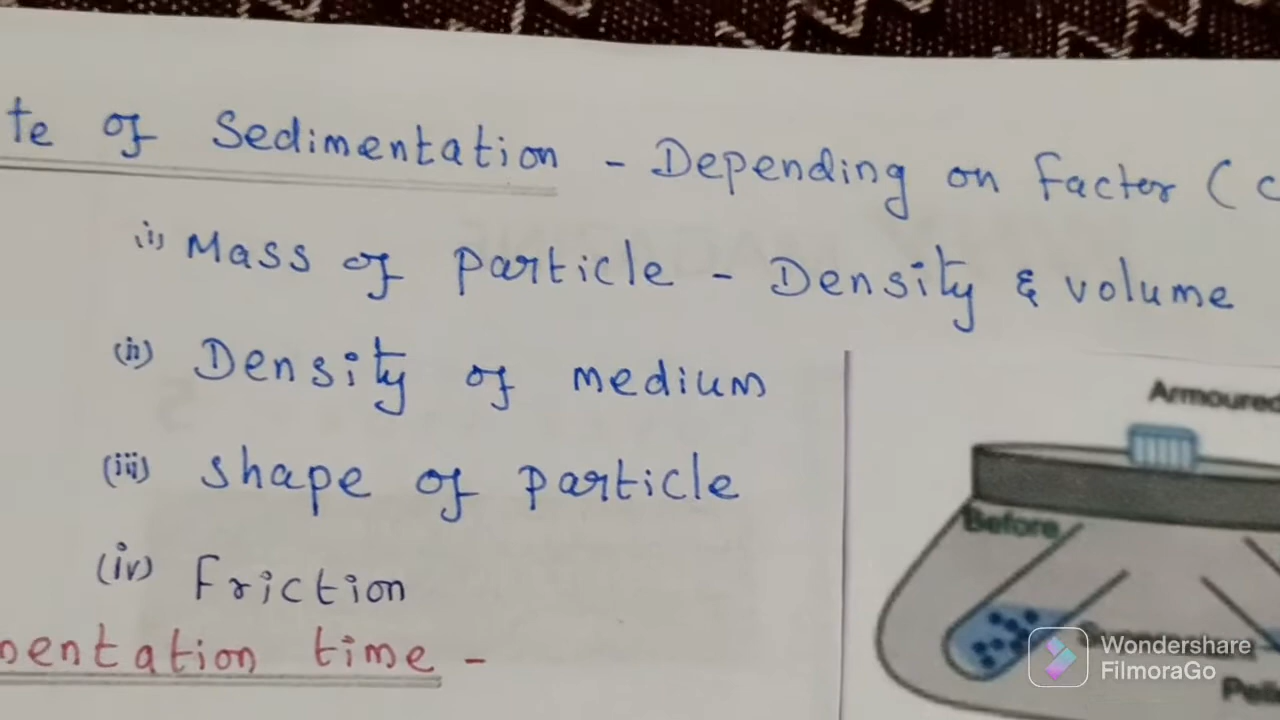 te of Sedimentation - Depending on Factor (c
(i) Mass of particle - Density & volume
(ii) Density of medium
(iii) Shape of particle
(iv) Friction
mentation time -
Armoured
Before
Wondershare
FilmoraGo